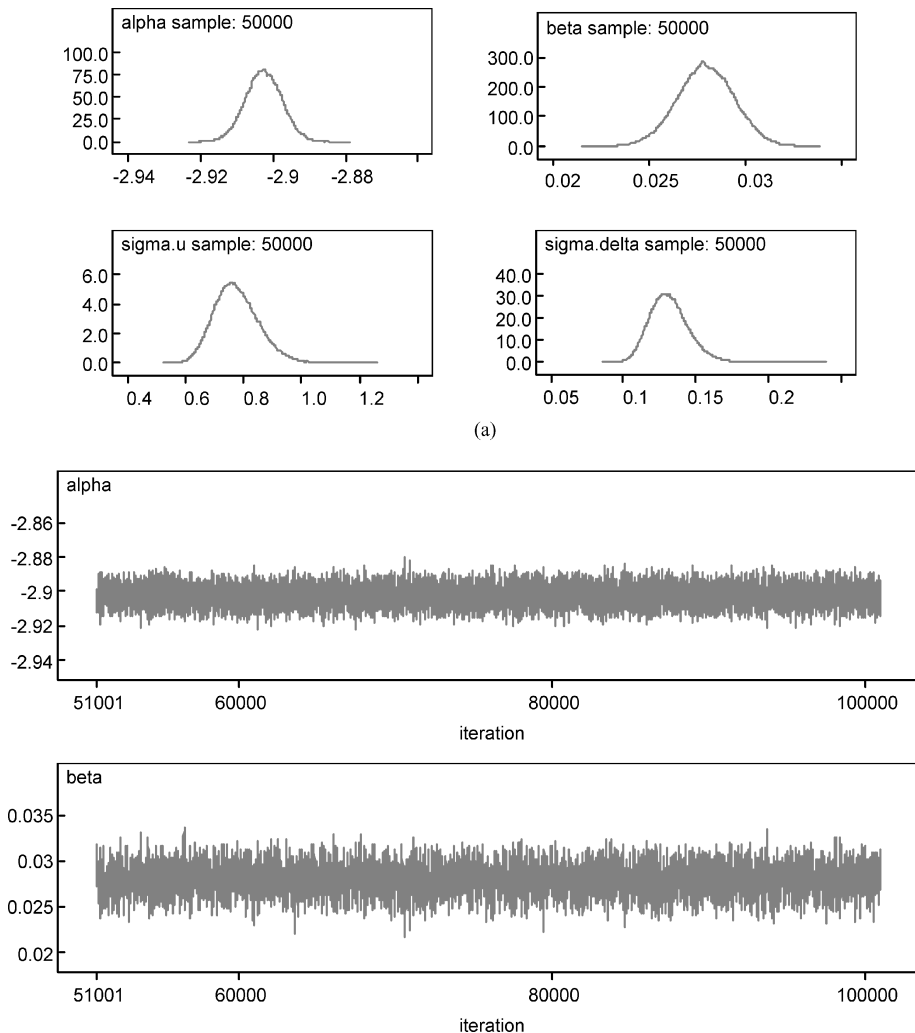 alpha sample: 50000
100.0
75.0
50.0
25.0
0.0
-2.94 -2.92 -2.9 -2.88
beta sample: 50000
300.0
200.0
100.0
0.0
0.02 0.025 0.03
sigma.u sample: 50000
6.0
4.0
2.0
0.0
0.4 0.6 0.8 1.0 1.2
sigma.delta sample: 50000
40.0
30.0
20.0
10.0
0.0
0.05 0.1 0.15 0.2
(a)
alpha
-2.86
-2.88
-2.9
-2.92
-2.94
51001 60000 80000 100000
iteration
beta
0.035
0.03
0.025
0.02
51001 60000 80000 100000
iteration